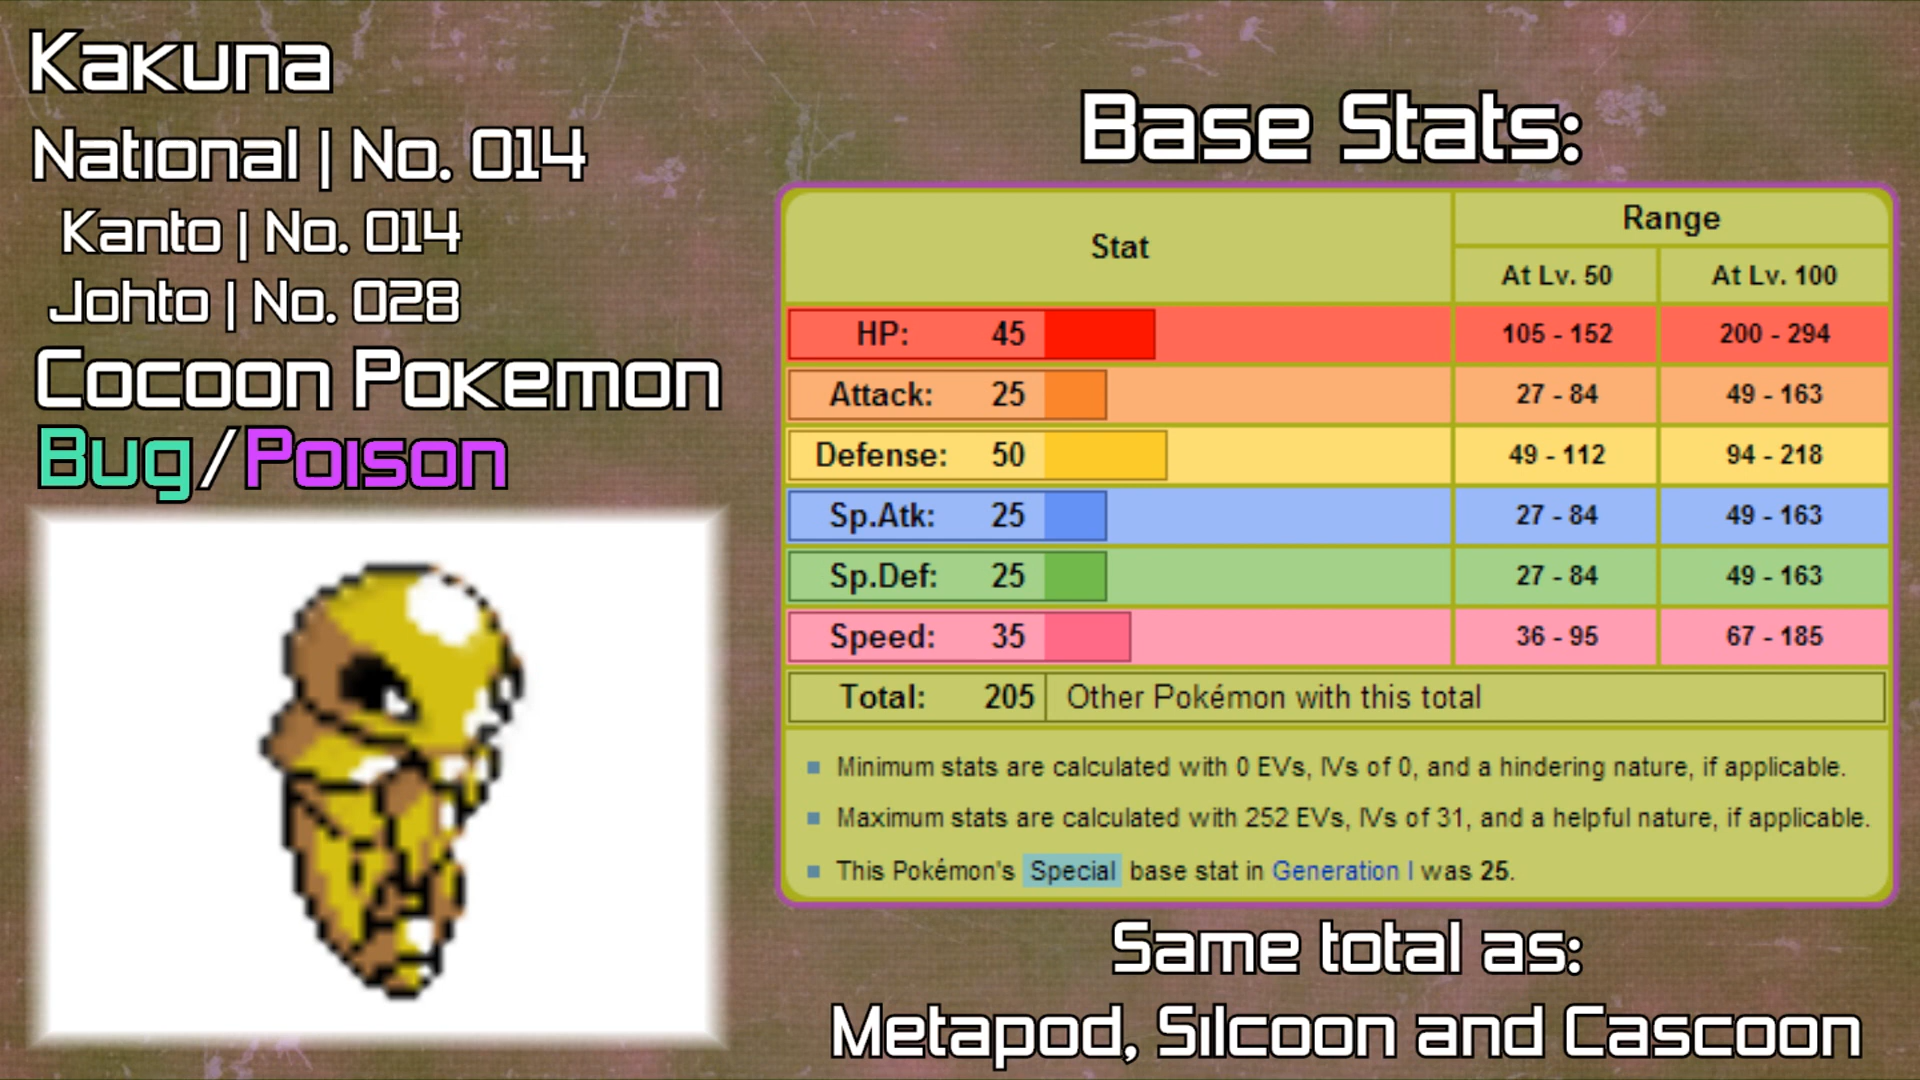 Kakuna
National | No. 014
Kanto | No. 014
Johto | No. 028
Cocoon Pokemon
Bug/Poison
Base Stats:
Stat
Range
At Lv. 50 At Lv. 100
HP: 45 105 - 152 200 - 294
Attack: 25 27 - 84 49 - 163
Defense: 50 49 - 112 94 - 218
Sp.Atk: 25 27 - 84 49 - 163
Sp.Def: 25 27 - 84 49 - 163
Speed: 35 36 - 95 67 - 185
Total: 205 Other Pokémon with this total
Minimum stats are calculated with 0 EVs, IVs of 0, and a hindering nature, if applicable.
Maximum stats are calculated with 252 EVs, IVs of 31, and a helpful nature, if applicable.
This Pokémon's Special base stat in Generation I was 25.
Same total as:
Metapod, Silcoon and Cascoon